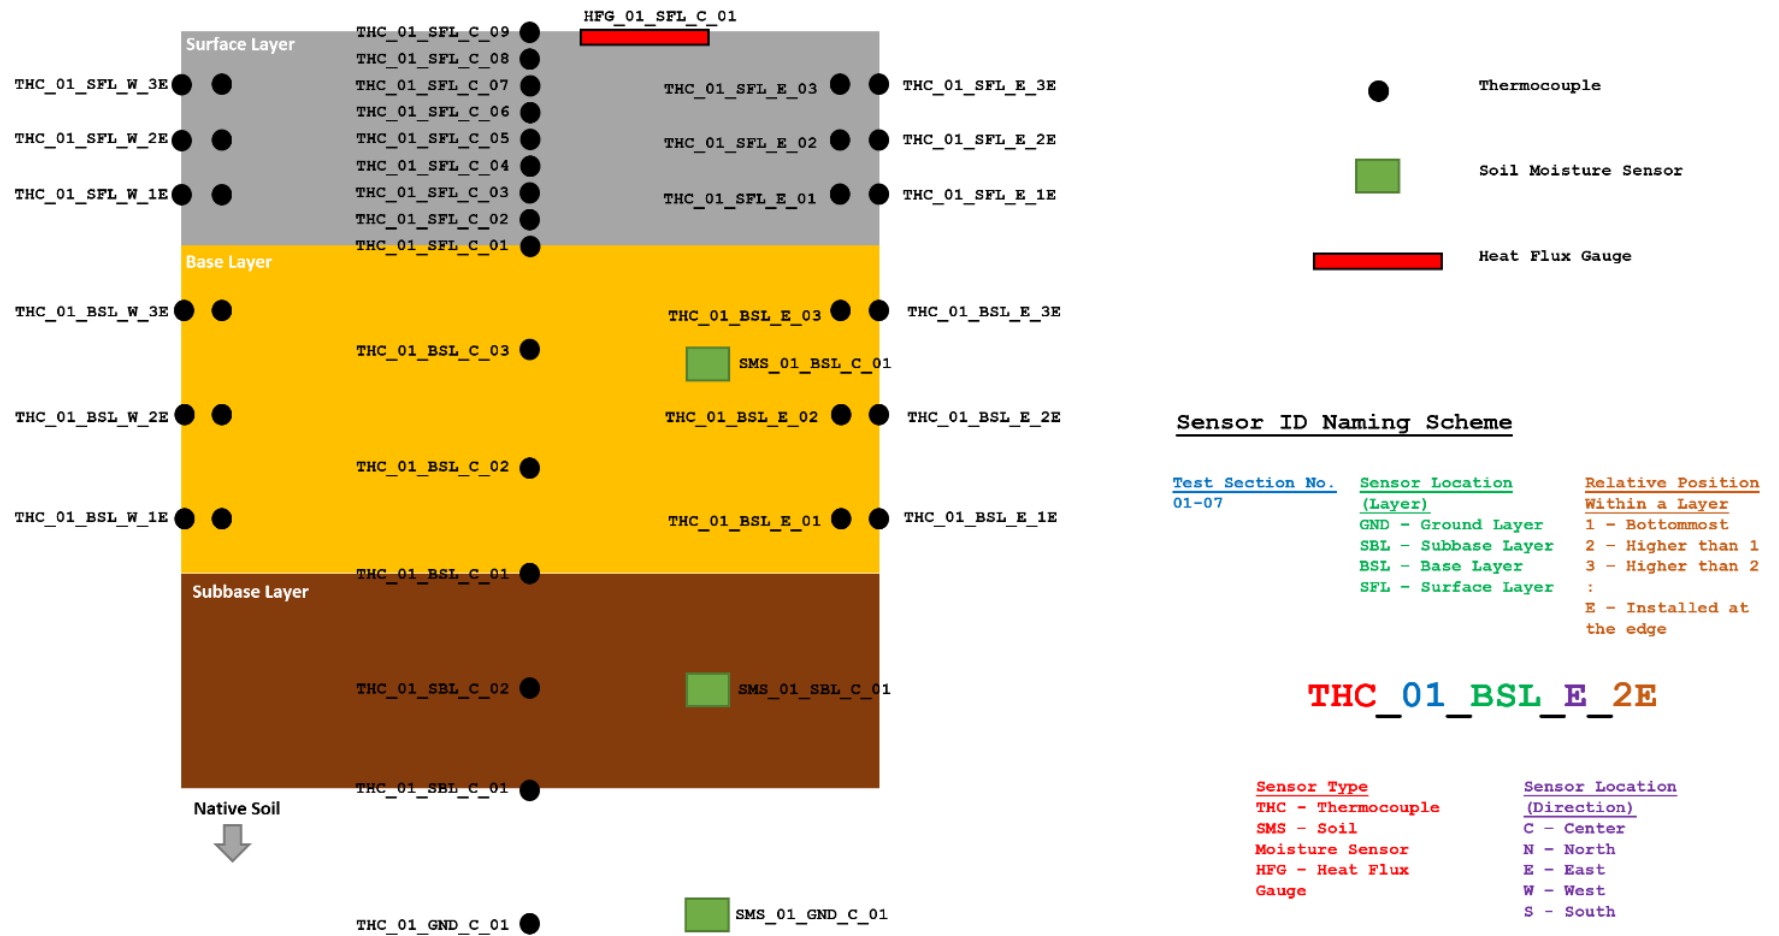 HFG_01_SFL_C_01
Surface Layer
THC_01_SFL_C_09
THC_01_SFL_C_08
THC_01_SFL_W_3E
THC_01_SFL_C_07
THC_01_SFL_E_03
THC_01_SFL_E_3E
THC_01_SFL_C_06
THC_01_SFL_W_2E
THC_01_SFL_C_05
THC_01_SFL_E_02
THC_01_SFL_E_2E
THC_01_SFL_C_04
THC_01_SFL_W_1E
THC_01_SFL_C_03
THC_01_SFL_E_01
THC_01_SFL_E_1E
THC_01_SFL_C_02
THC_01_SFL_C_01
Base Layer
THC_01_BSL_W_3E
THC_01_BSL_E_03
THC_01_BSL_E_3E
THC_01_BSL_C_03
SMS_01_BSL_C_01
THC_01_BSL_W_2E
THC_01_BSL_E_02
THC_01_BSL_E_2E
THC_01_BSL_C_02
THC_01_BSL_W_1E
THC_01_BSL_E_01
THC_01_BSL_E_1E
THC_01_BSL_C_01
Subbase Layer
THC_01_SBL_C_02
SMS_01_SBL_C_01
THC_01_SBL_C_01
Native Soil
THC_01_GND_C_01
SMS_01_GND_C_01
Thermocouple
Soil Moisture Sensor
Heat Flux Gauge
Sensor ID Naming Scheme
Test Section No.
01-07
Sensor Location
(Layer)
GND - Ground Layer
SBL - Subbase Layer
BSL - Base Layer
SFL - Surface Layer
Relative Position
Within a Layer
1 - Bottommost
2 - Higher than 1
3 - Higher than 2
:
E - Installed at
the edge
THC_01_BSL_E_2E
Sensor Type
THC - Thermocouple
SMS - Soil
Moisture Sensor
HFG - Heat Flux
Gauge
Sensor Location
(Direction)
C - Center
N - North
E - East
W - West
S - South